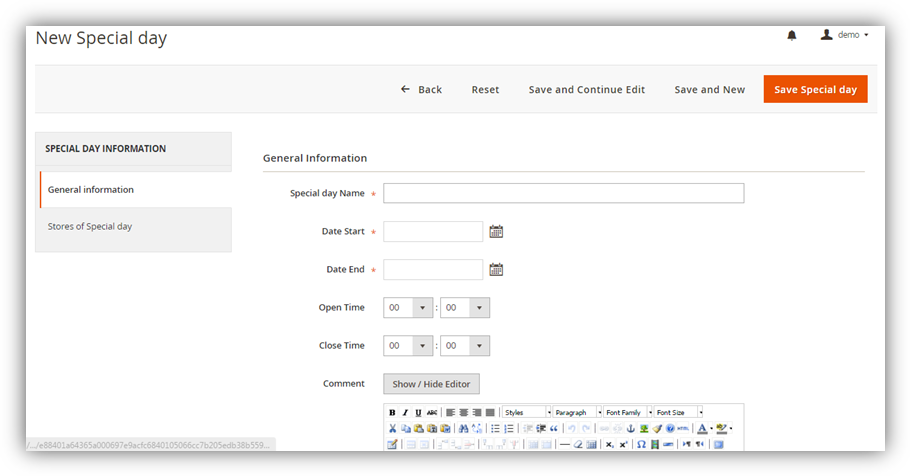 New Special day
demo
Back Reset Save and Continue Edit Save and New Save Special day
SPECIAL DAY INFORMATION
General information
Stores of Special day
General Information
Special day Name *
Date Start *
Date End *
Open Time 00 : 00
Close Time 00 : 00
Comment Show / Hide Editor
B I U ABC Styles Paragraph Font Family Font Size
HTML